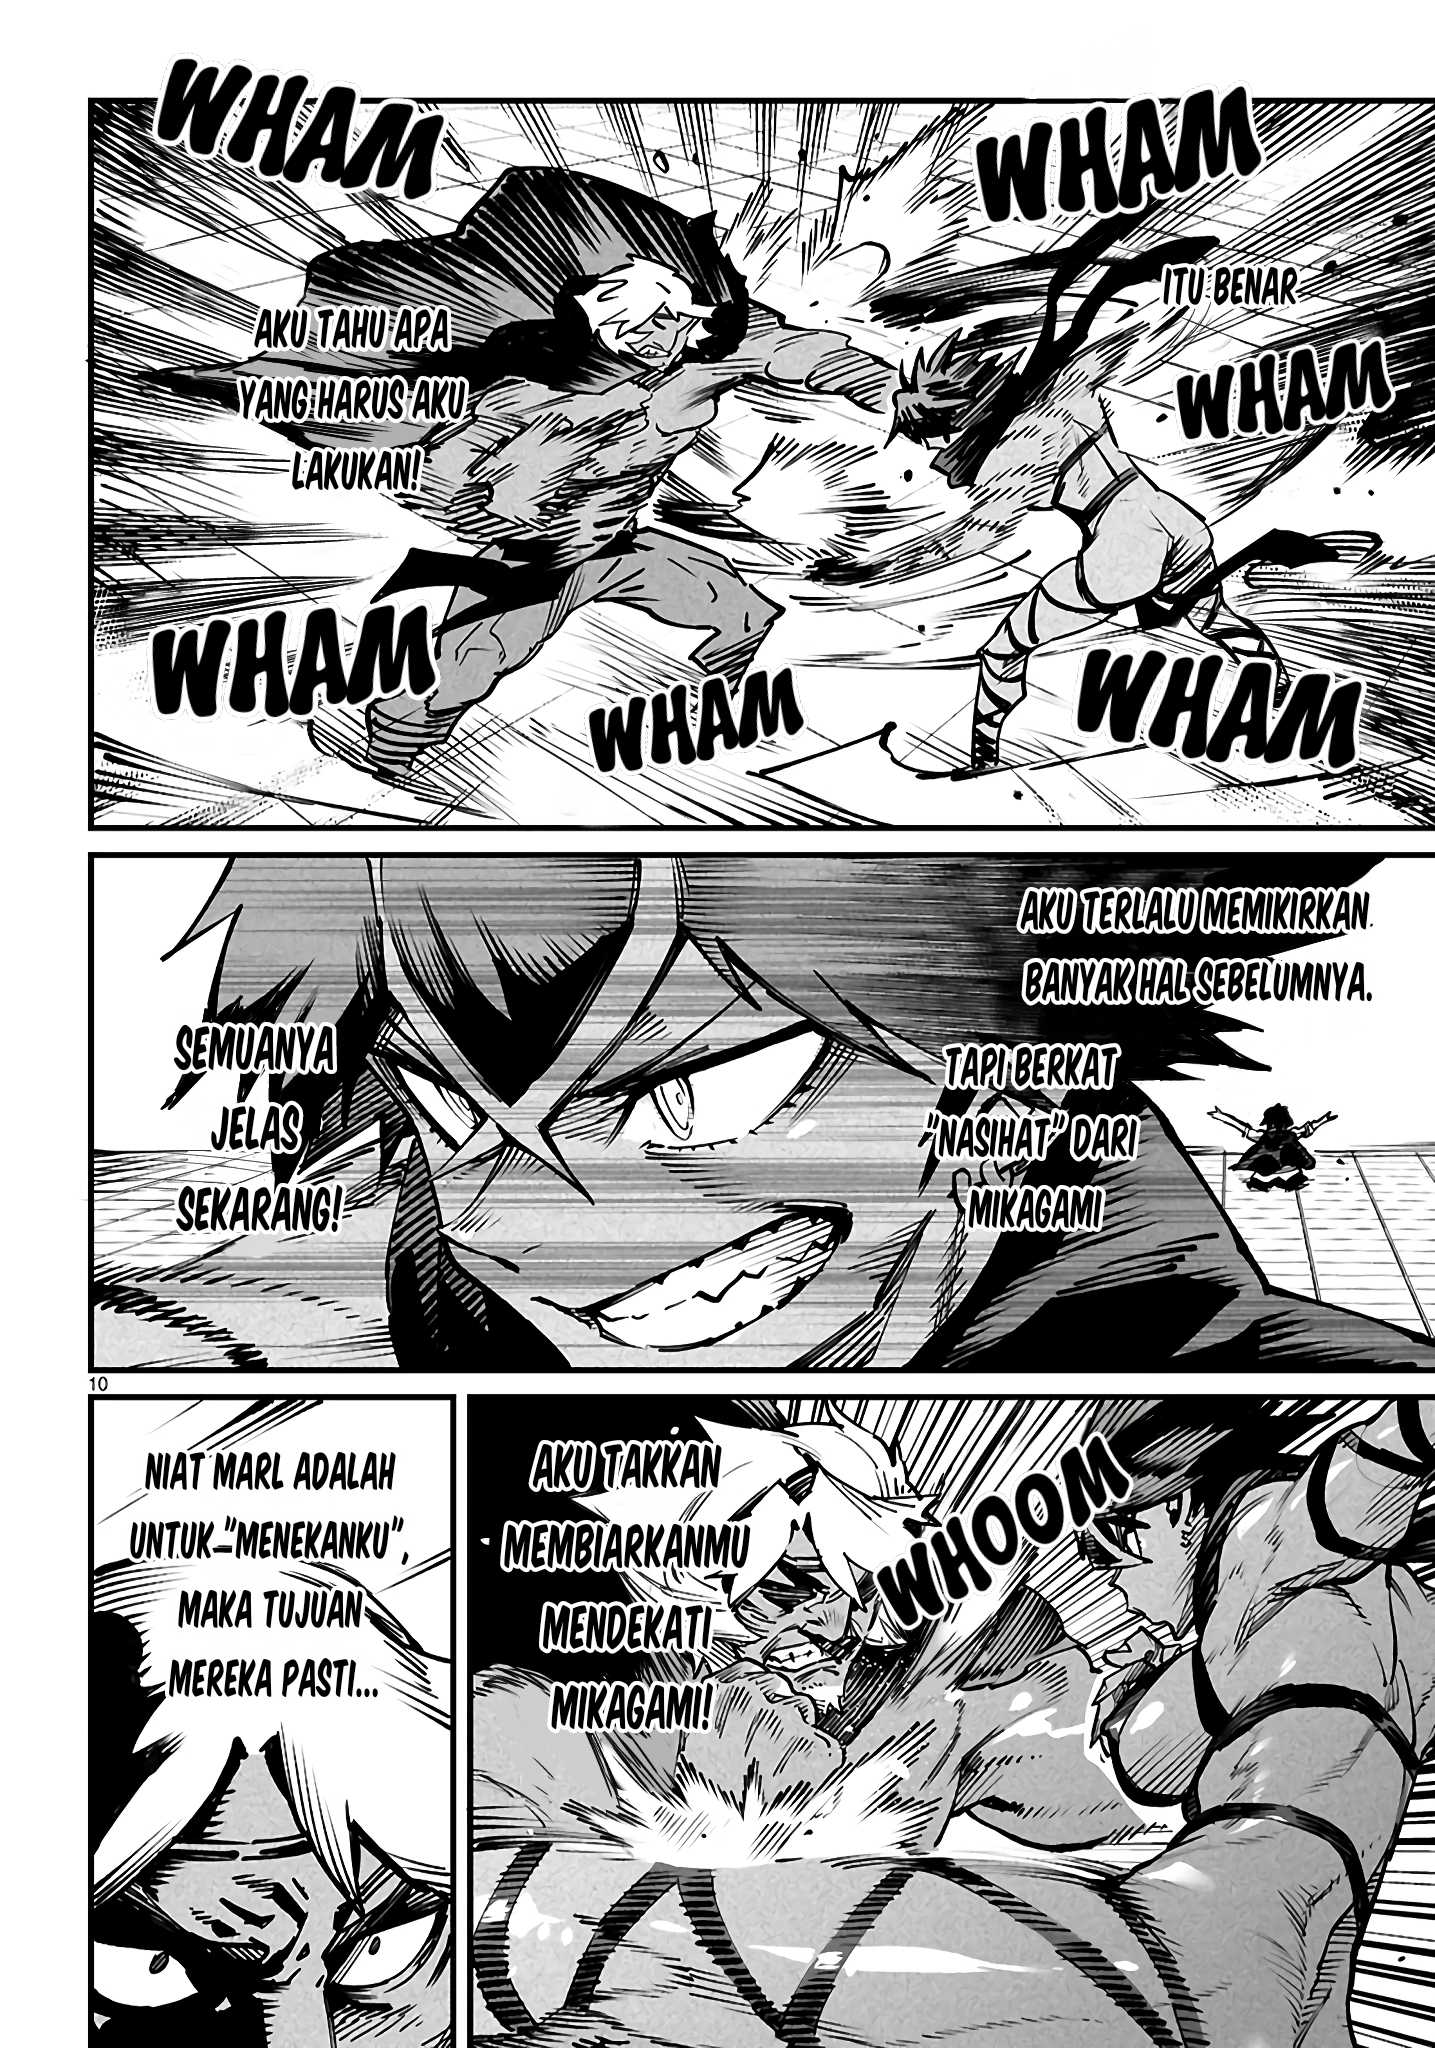 WHAM
WHAM
ITU BENAR
WHAM
AKU TAHU APA
YANG HARUS AKU
LAKUKAN!
WHAM
WHAM
WHAM
AKU TERLALU MEMIKIRKAN
BANYAK HAL SEBELUMNYA.
TAPI BERKAT
"NASIHAT" DARI
MIKAGAMI
SEMUANYA
JELAS
SEKARANG!
10
WHOOM
AKU TAKKAN
MEMBIARKANMU
MENDEKATI
MIKAGAMI!
NIAT MARL ADALAH
UNTUK "MENEKANKU",
MAKA TUJUAN
MEREKA PASTI...